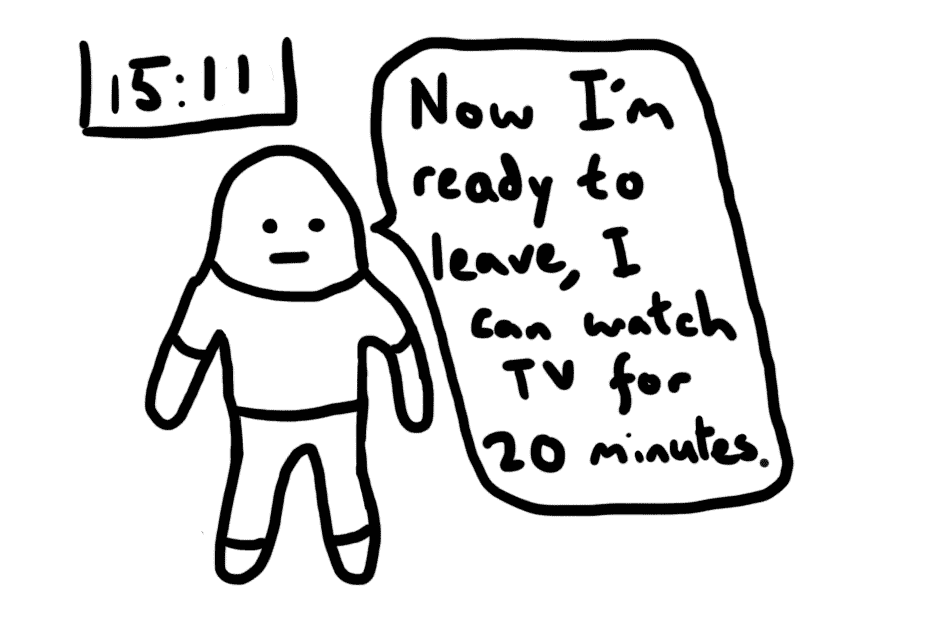 15:11
Now I'm
ready to
leave, I
can watch
TV for
20 minutes.